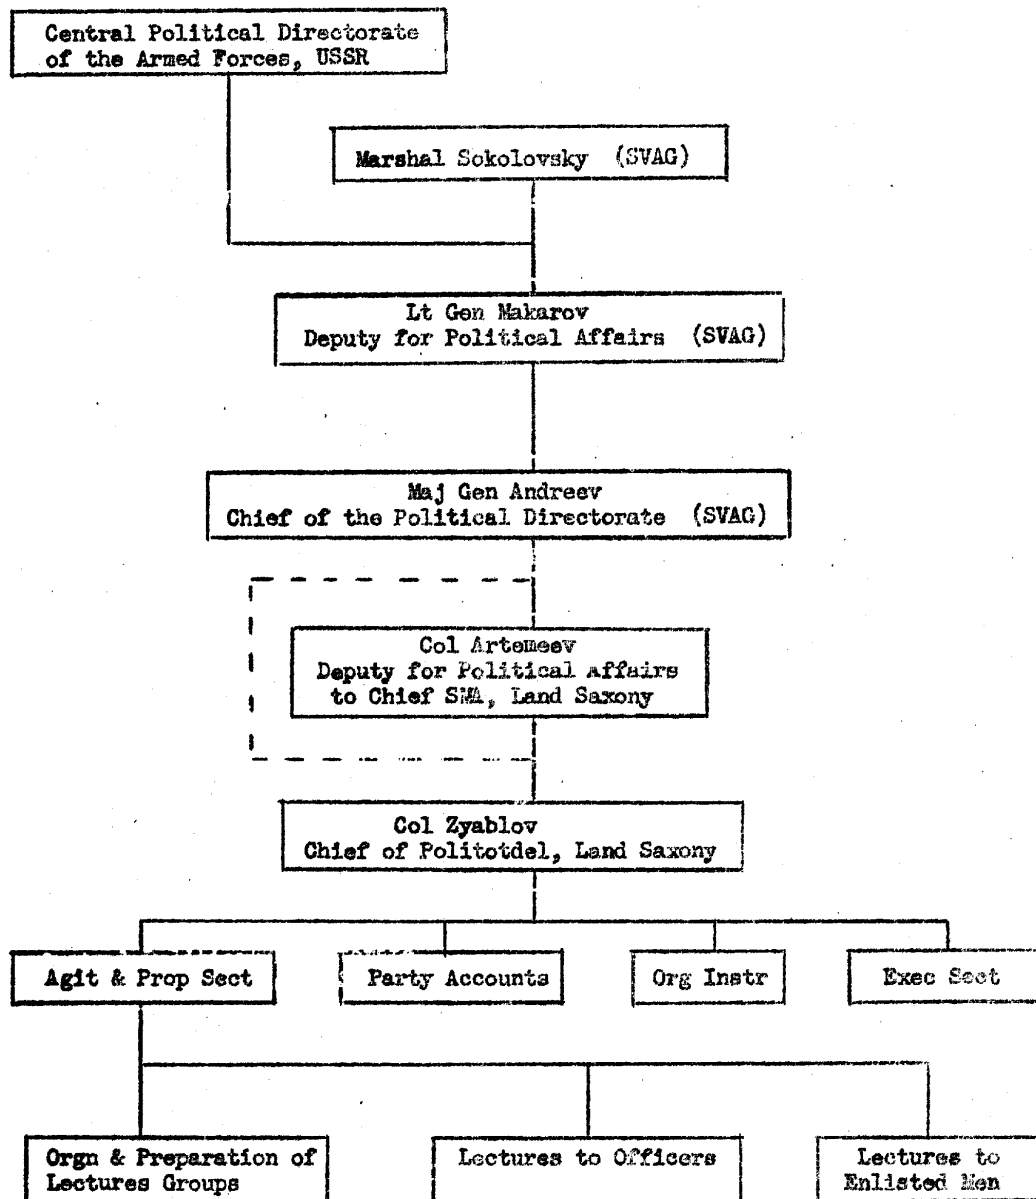 Central Political Directorate
of the Armed Forces, USSR
Marshal Sokolovsky (SVAG)
Lt Gen Makarov
Deputy for Political Affairs (SVAG)
Maj Gen Andreev
Chief of the Political Directorate (SVAG)
Col Artemeev
Deputy for Political Affairs
to Chief SMA, Land Saxony
Col Zyablov
Chief of Politotdel, Land Saxony
Agit & Prop Sect
Party Accounts
Org Instr
Exec Sect
Orgn & Preparation of
Lectures Groups
Lectures to Officers
Lectures to
Enlisted Men